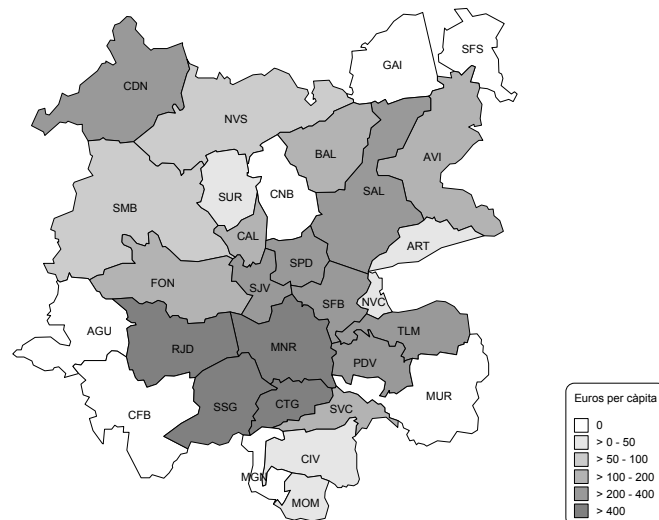 SFS
GAI
CDN
NVS
BAL
AVI
SUR
CNB
SAL
SMB
CAL
ART
SPD
FON
SJV
SFB
NVC
AGU
TLM
RJD
MNR
PDV
MUR
SSG
CTG
SVC
CFB
CIV
MGN
MOM
Euros per càpita
0
> 0 - 50
> 50 - 100
> 100 - 200
> 200 - 400
> 400